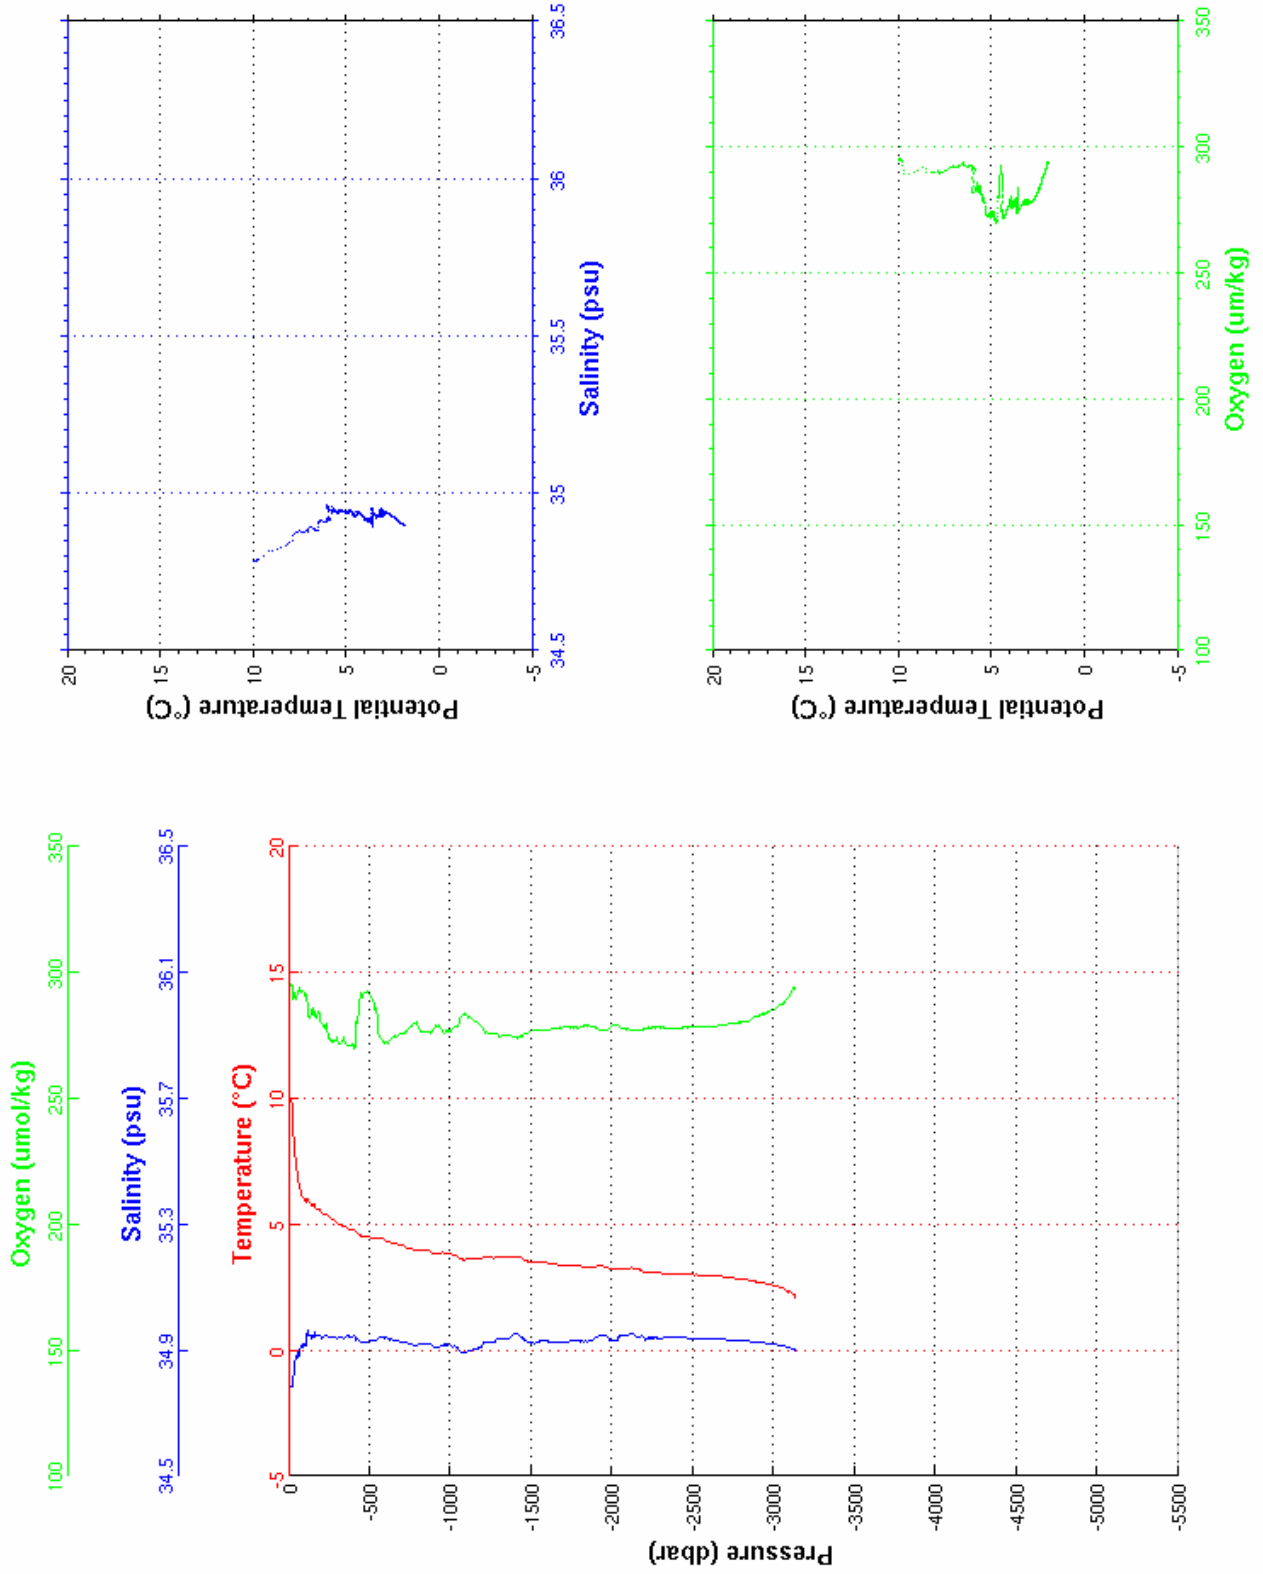 Oxygen (umol/kg)
100 150 200 250 300 350
Salinity (psu)
34.5 34.9 35.3 35.7 36.1 36.5
Temperature (°C)
-5 0 5 10 15 20
Pressure (dbar)
0
-500
-1000
-1500
-2000
-2500
-3000
-3500
-4000
-4500
-5000
-5500
Potential Temperature (°C)
20
15
10
5
0
-5
34.5 35 35.5 36 36.5
Salinity (psu)
Potential Temperature (°C)
20
15
10
5
0
-5
100 150 200 250 300 350
Oxygen (um/kg)